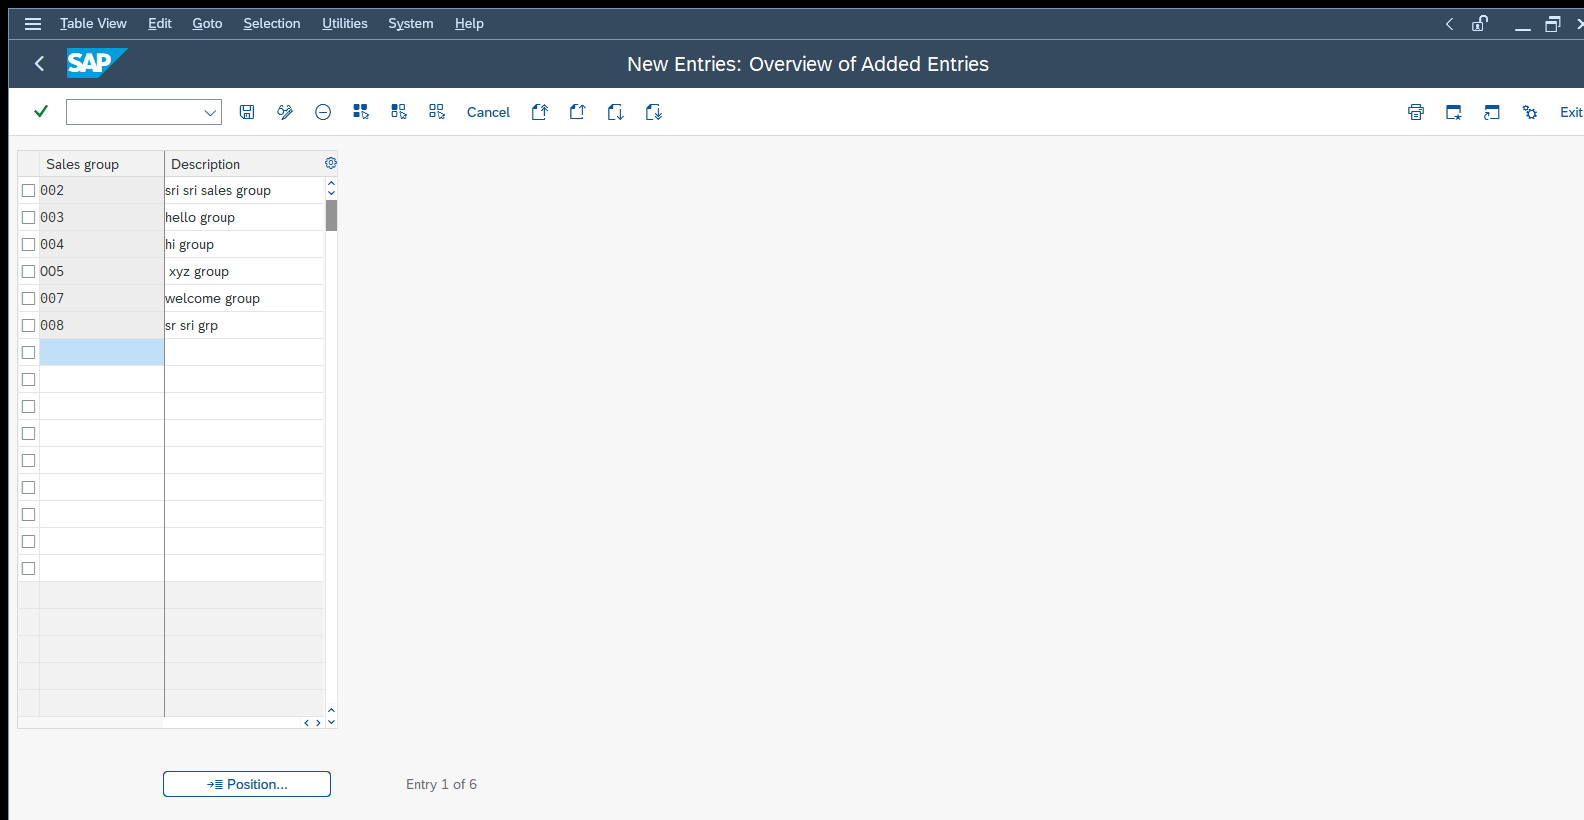 Table View Edit Goto Selection Utilities System Help
SAP New Entries: Overview of Added Entries
Cancel Exit
Sales group Description
002 sri sri sales group
003 hello group
004 hi group
005 xyz group
007 welcome group
008 sr sri grp
Position... Entry 1 of 6